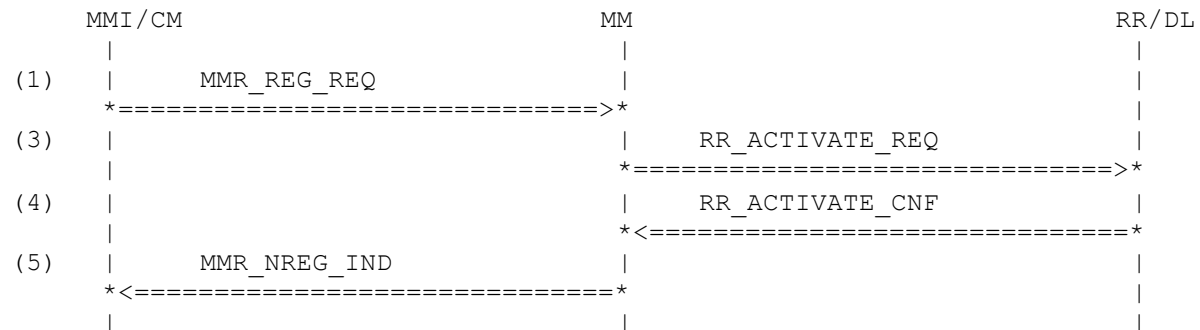 MMI/CM MM RR/DL
(1) MMR_REG_REQ
(3) RR_ACTIVATE_REQ
(4) RR_ACTIVATE_CNF
(5) MMR_NREG_IND